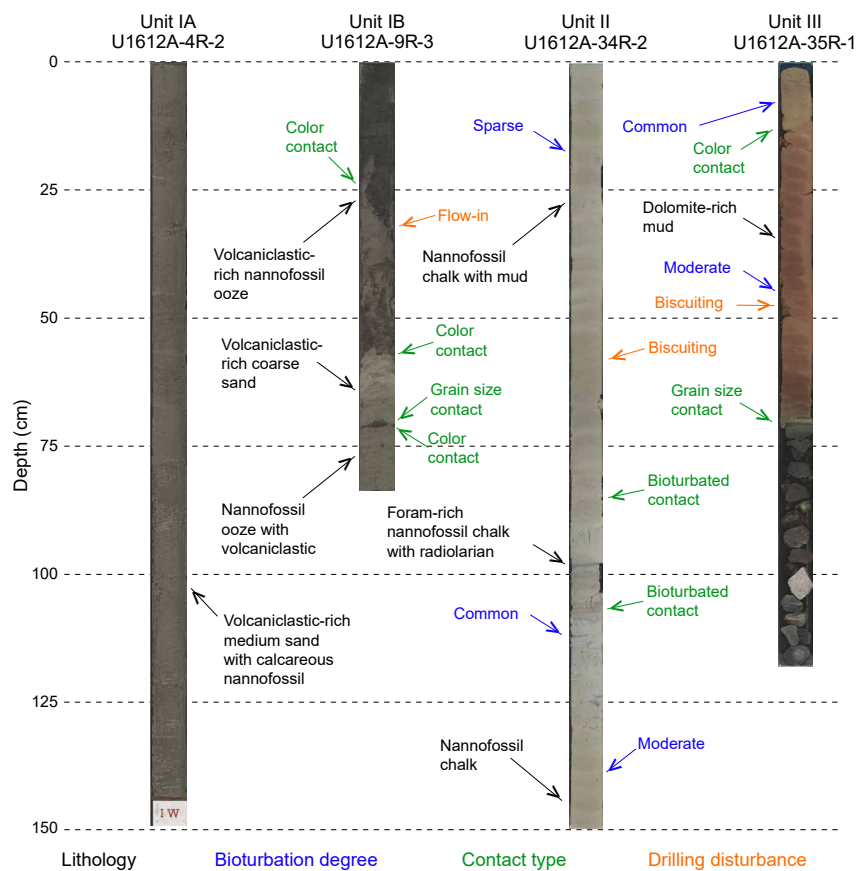 Unit IA
U1612A-4R-2
Unit IB
U1612A-9R-3
Unit II
U1612A-34R-2
Unit III
U1612A-35R-1
Depth (cm)
0
25
50
75
100
125
150
IW
Volcaniclastic-rich
medium sand
with calcareous
nannofossil
Color
contact
Volcaniclastic-
rich nannofossil
ooze
Flow-in
Volcaniclastic-
rich coarse
sand
Color
contact
Grain size
contact
Color
contact
Nannofossil
ooze with
volcaniclastic
Sparse
Nannofossil
chalk with mud
Biscuiting
Bioturbated
contact
Foram-rich
nannofossil chalk
with radiolarian
Bioturbated
contact
Common
Nannofossil
chalk
Moderate
Common
Color
contact
Dolomite-rich
mud
Moderate
Biscuiting
Grain size
contact
Lithology
Bioturbation degree
Contact type
Drilling disturbance